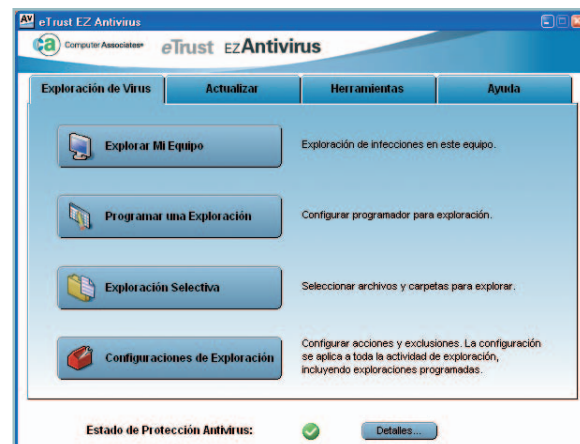 AV eTrust EZ Antivirus
ca Computer Associates® eTrust EZ Antivirus
Exploración de Virus Actualizar Herramientas Ayuda
Explorar Mi Equipo Exploración de infecciones en este equipo.
Programar una Exploración Configurar programador para exploración.
Exploración Selectiva Seleccionar archivos y carpetas para explorar.
Configuraciones de Exploración Configurar acciones y exclusiones. La configuración
se aplica a toda la actividad de exploración,
incluyendo exploraciones programadas.
Estado de Protección Antivirus: Detalles...